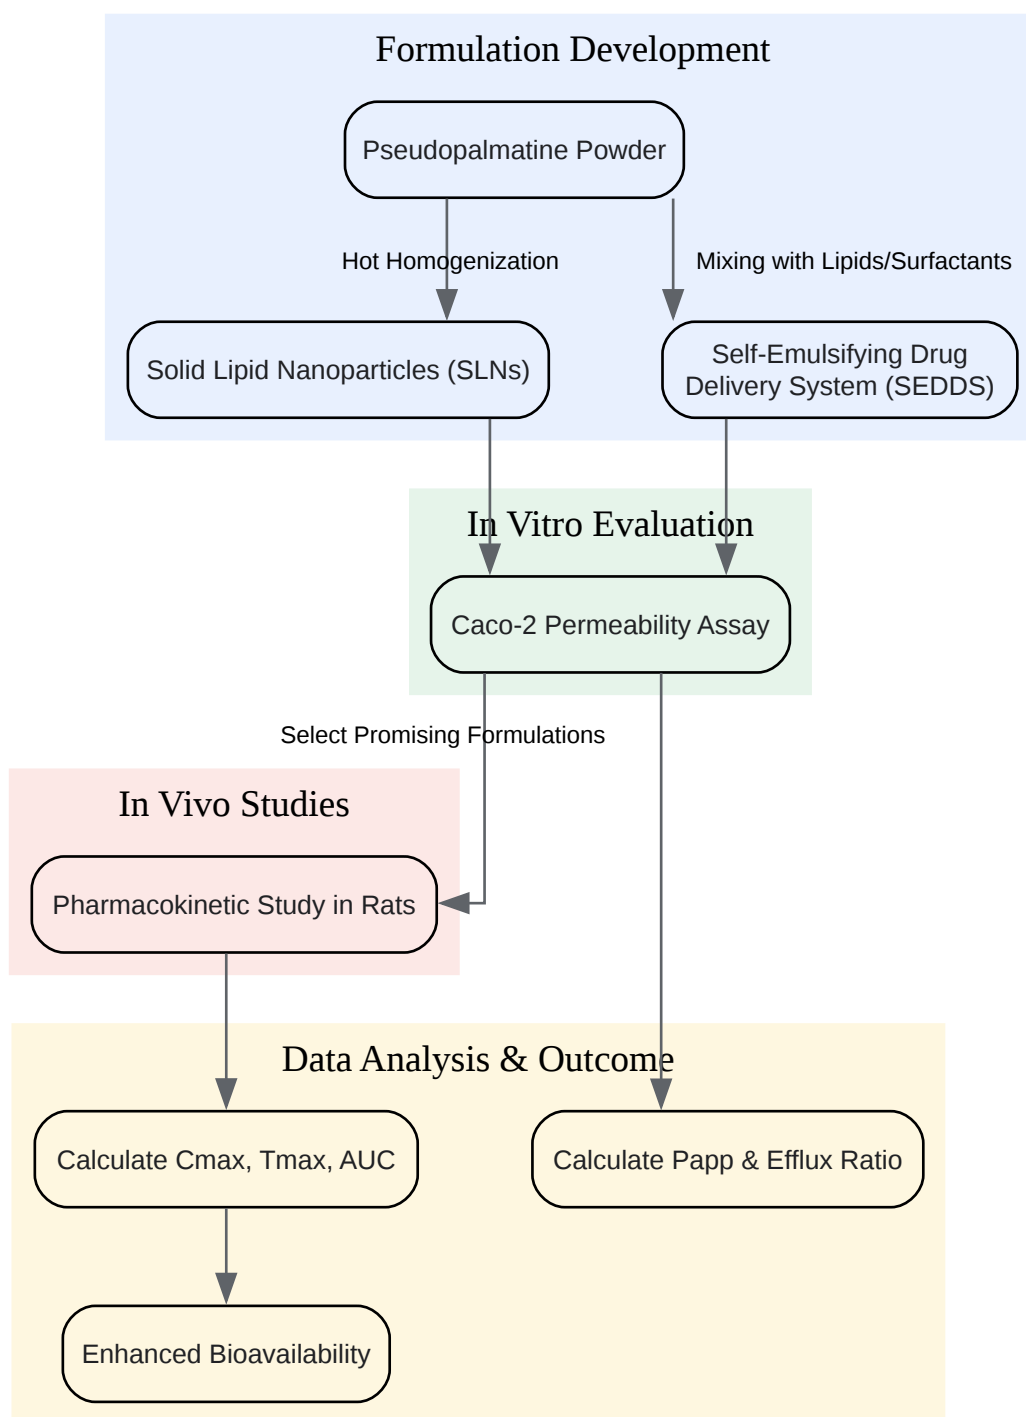 Formulation Development
Pseudopalmatine Powder
Hot Homogenization
Mixing with Lipids/Surfactants
Solid Lipid Nanoparticles (SLNs)
Self-Emulsifying Drug
Delivery System (SEDDS)
In Vitro Evaluation
Caco-2 Permeability Assay
Select Promising Formulations
In Vivo Studies
Pharmacokinetic Study in Rats
Data Analysis & Outcome
Calculate Cmax, Tmax, AUC
Calculate Papp & Efflux Ratio
Enhanced Bioavailability